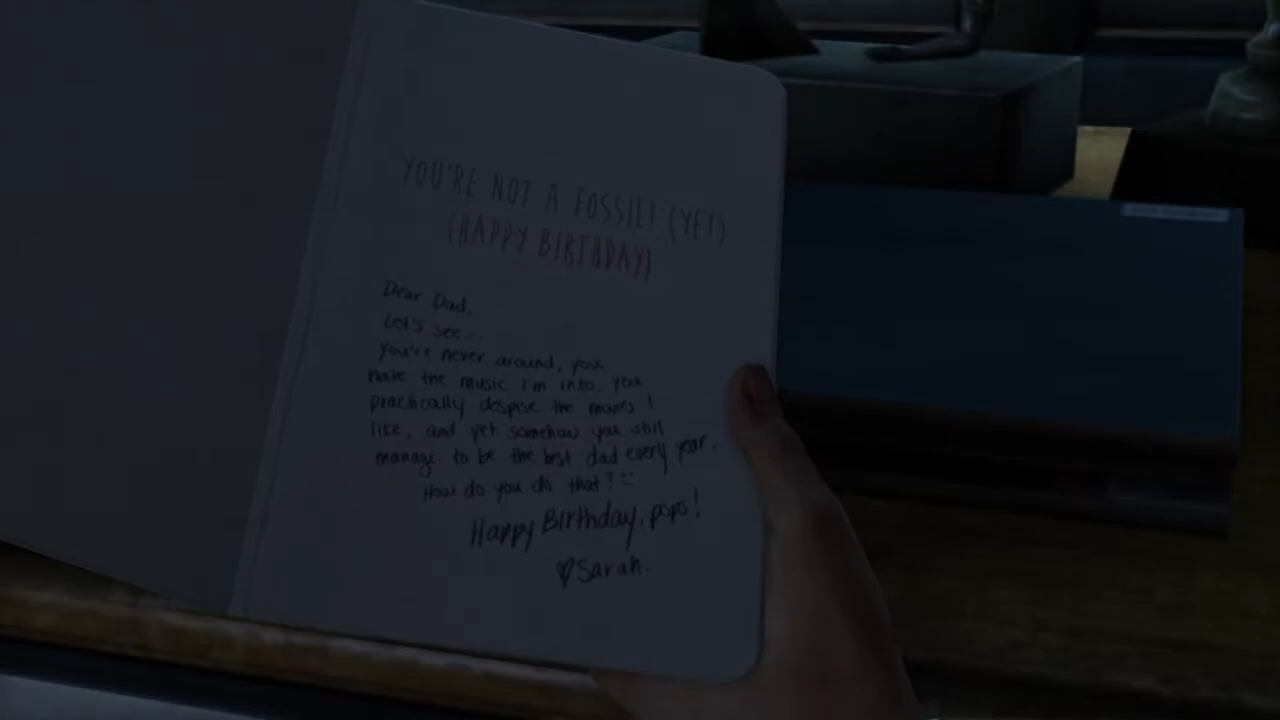 YOU'RE NOT A FOSSIL! (YET)
(HAPPY BIRTHDAY)
Dear Dad,
Let's see...
you're never around, you
hate the music I'm into, you
practically despise the movies I
like, and yet somehow you still
manage to be the best dad every year.
How do you do that? :)
Happy Birthday, pops!
♥Sarah.